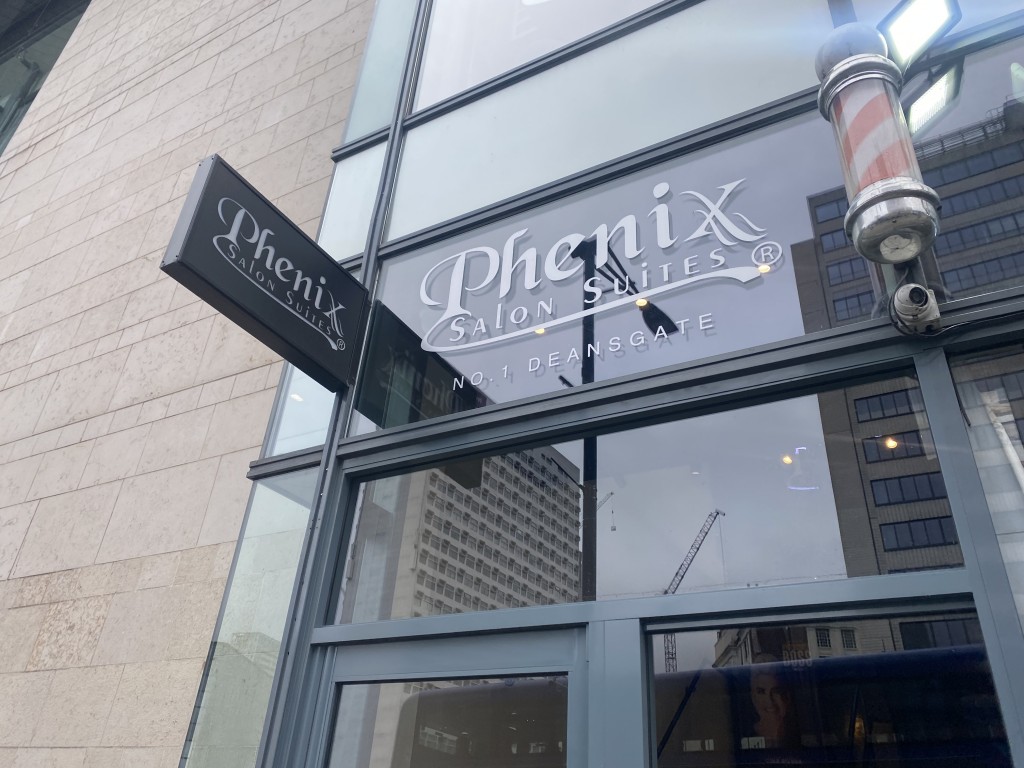 Phenix
Salon Suites®
Phenix
Salon Suites®
NO.1 DEANSGATE